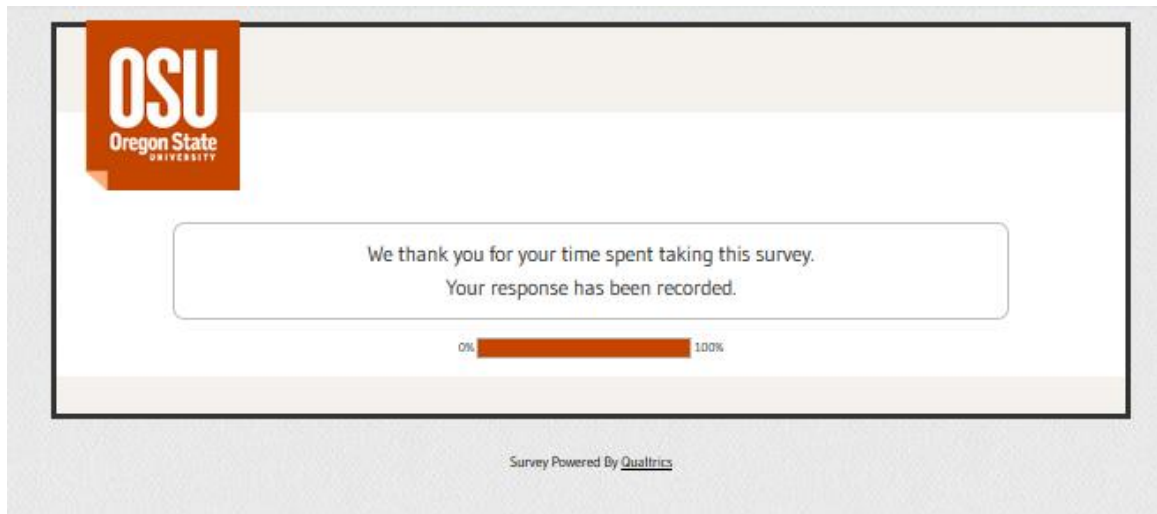 OSU
Oregon State
UNIVERSITY
We thank you for your time spent taking this survey.
Your response has been recorded.
0% 100%
Survey Powered By Qualtrics